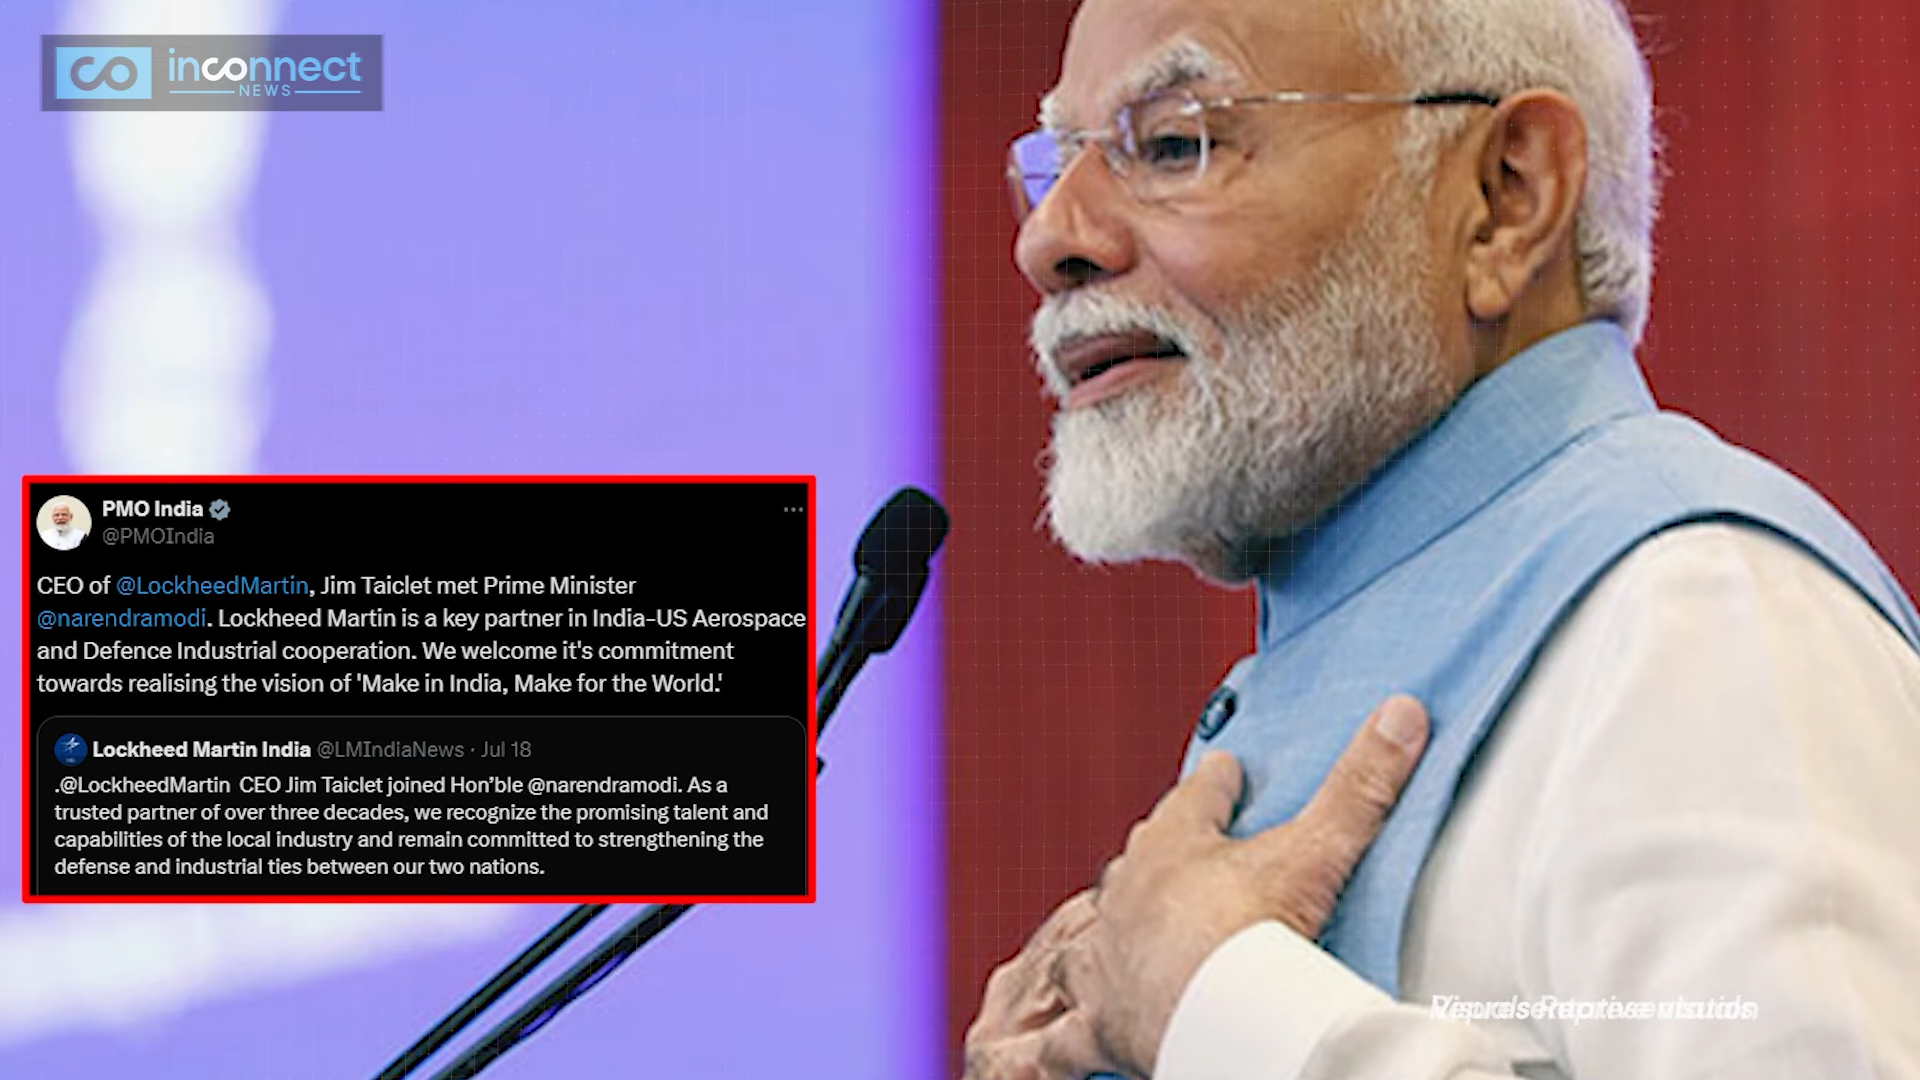 inconnect
NEWS
PMO India
@PMOIndia
CEO of @LockheedMartin, Jim Taiclet met Prime Minister
@narendramodi. Lockheed Martin is a key partner in India-US Aerospace
and Defence Industrial cooperation. We welcome it's commitment
towards realising the vision of 'Make in India, Make for the World.'
Lockheed Martin India @LMIndiaNews · Jul 18
.@LockheedMartin CEO Jim Taiclet joined Hon’ble @narendramodi. As a
trusted partner of over three decades, we recognize the promising talent and
capabilities of the local industry and remain committed to strengthening the
defense and industrial ties between our two nations.